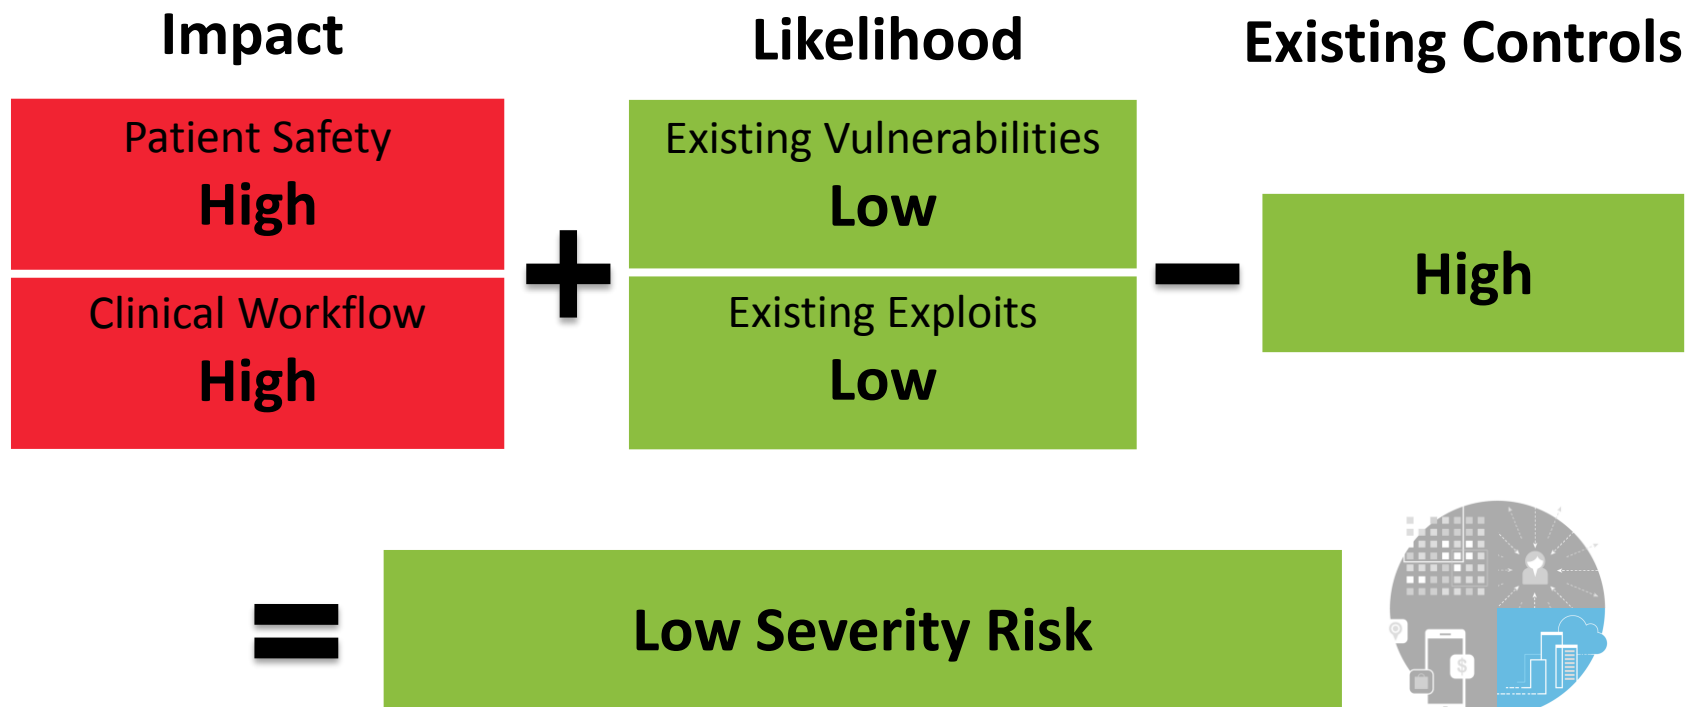 Impact
Likelihood
Existing Controls
Patient Safety
High
Clinical Workflow
High
+
Existing Vulnerabilities
Low
Existing Exploits
Low
−
High
=
Low Severity Risk
$